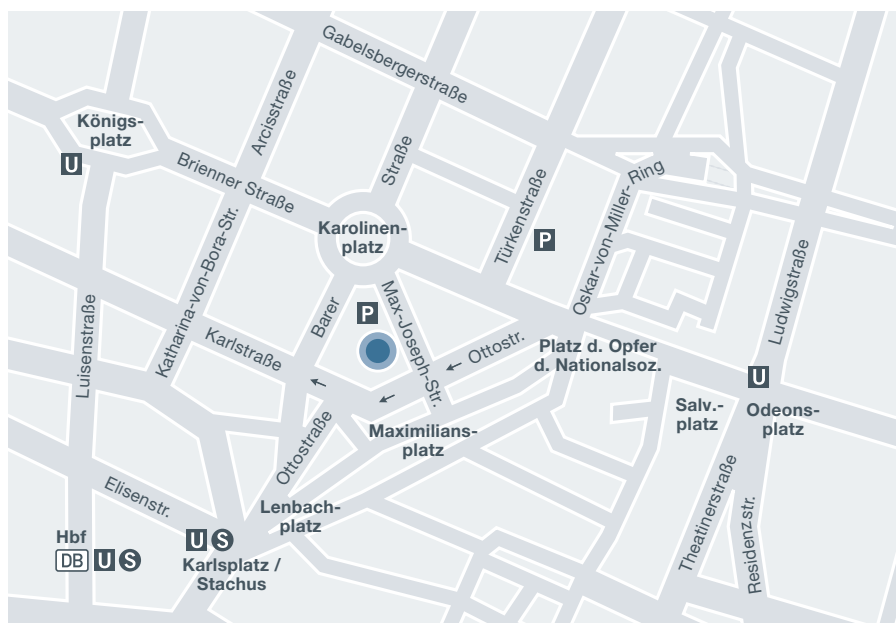 Gabelsbergerstraße
Königs-
platz
U
Arcisstraße
Straße
Brienner Straße
Karolinen-
platz
Türkenstraße
P
Oskar-von-Miller-Ring
Katharina-von-Bora-Str.
Luisenstraße
Karlstraße
Barer
P
Max-Joseph-Str.
Ottostr.
Platz d. Opfer
d. Nationalsoz.
Ludwigstraße
U
Salv.-
platz
Odeons-
platz
Maximilians-
platz
Ottostraße
Lenbach-
platz
Elisenstr.
Hbf
DB U S
U S
Karlsplatz /
Stachus
Theatinerstraße
Residenzstr.